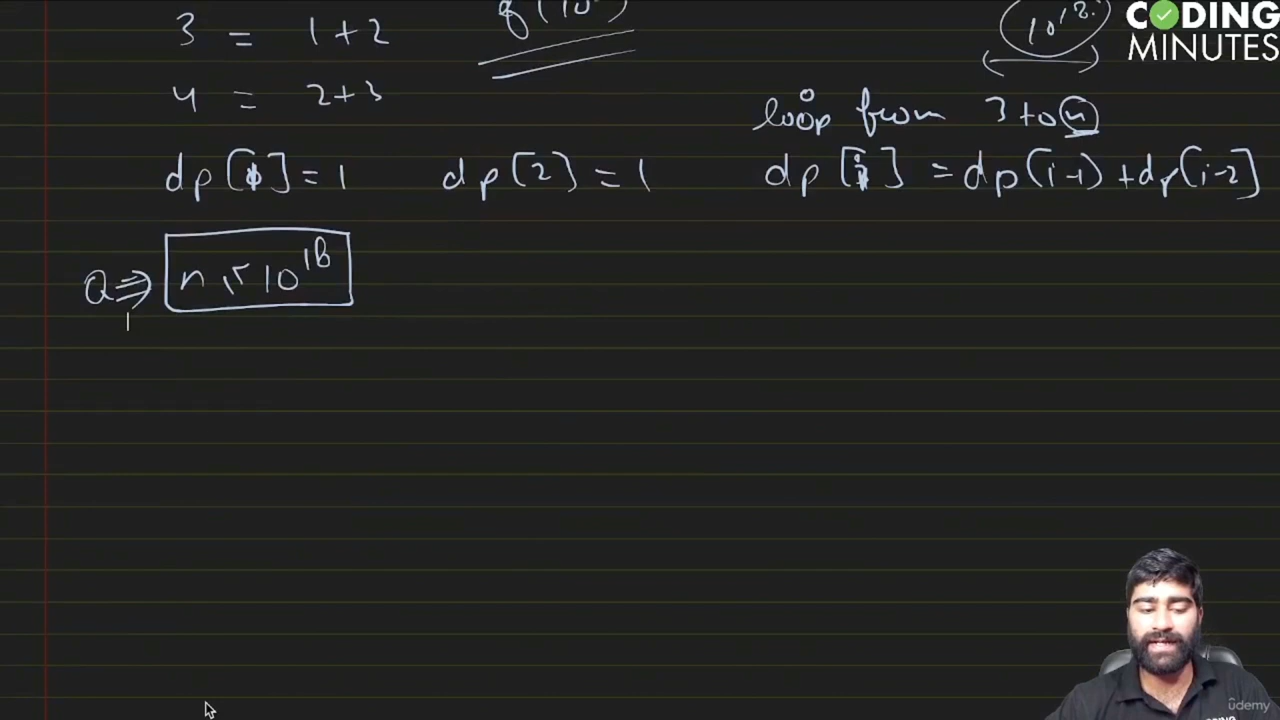 CODING
MINUTES
3 = 1+2
10^18
4 = 2+3
loop from 3 to n
dp[1]=1 dp[2]=1 dp[i] = dp(i-1)+dp(i-2)
Q ⇒ n is 10^18
udemy